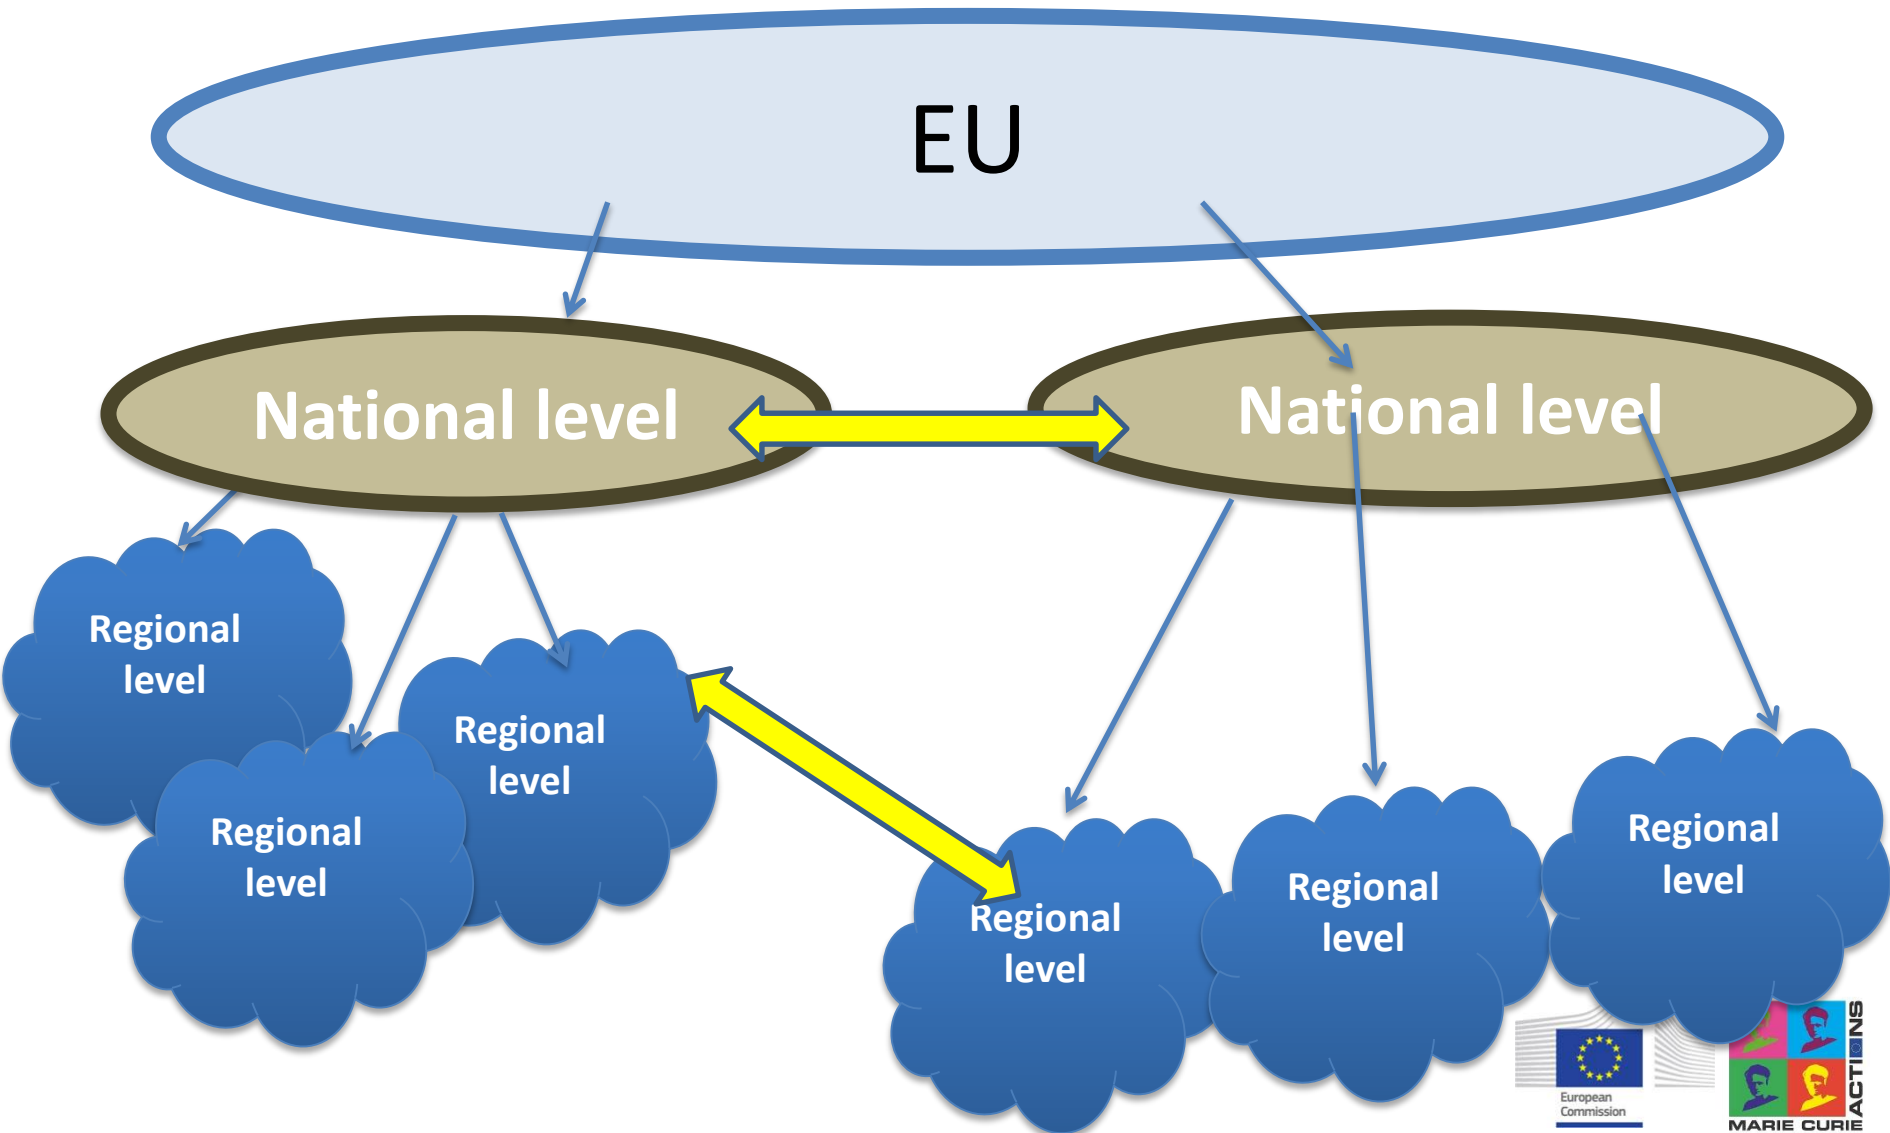 EU
National level
National level
Regional
level
Regional
level
Regional
level
Regional
level
Regional
level
Regional
level
European
Commission
MARIE CURIE
ACTIONS